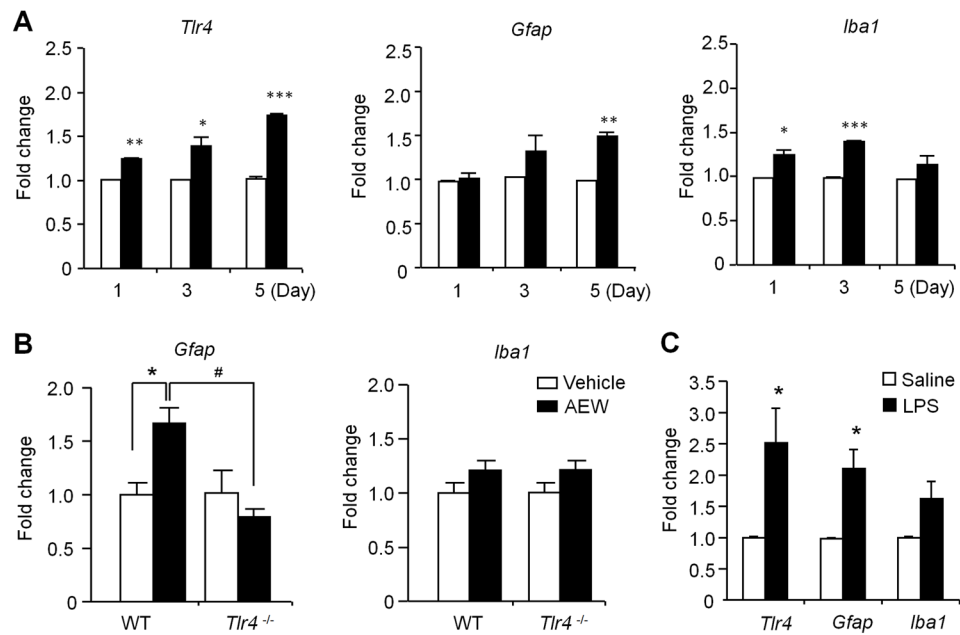 A
Tlr4
Fold change
2.5
2.0
1.5
1.0
0.5
0
**
*
***
1 3 5 (Day)
Gfap
Fold change
2.5
2.0
1.5
1.0
0.5
0
**
1 3 5 (Day)
Iba1
Fold change
2.5
2.0
1.5
1.0
0.5
0
*
***
1 3 5 (Day)
B
Gfap
Fold change
2.0
1.5
1.0
0.5
0
* #
WT Tlr4 -/-
Iba1
Fold change
2.0
1.5
1.0
0.5
0
Vehicle
AEW
WT Tlr4 -/-
C
Fold change
3.5
3.0
2.5
2.0
1.5
1.0
0.5
0
Saline
LPS
*
*
Tlr4 Gfap Iba1